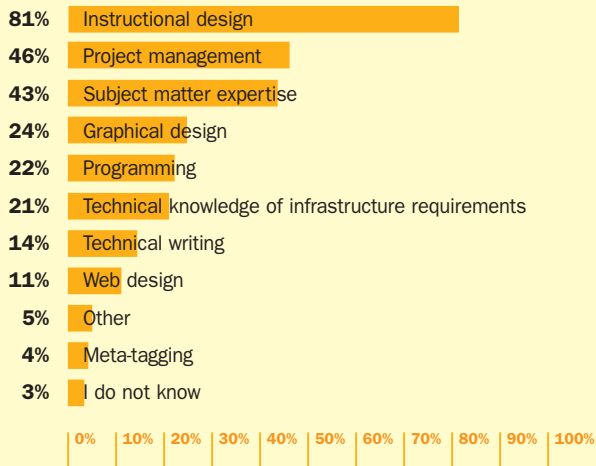 81% Instructional design
46% Project management
43% Subject matter expertise
24% Graphical design
22% Programming
21% Technical knowledge of infrastructure requirements
14% Technical writing
11% Web design
5% Other
4% Meta-tagging
3% I do not know
0% 10% 20% 30% 40% 50% 60% 70% 80% 90% 100%